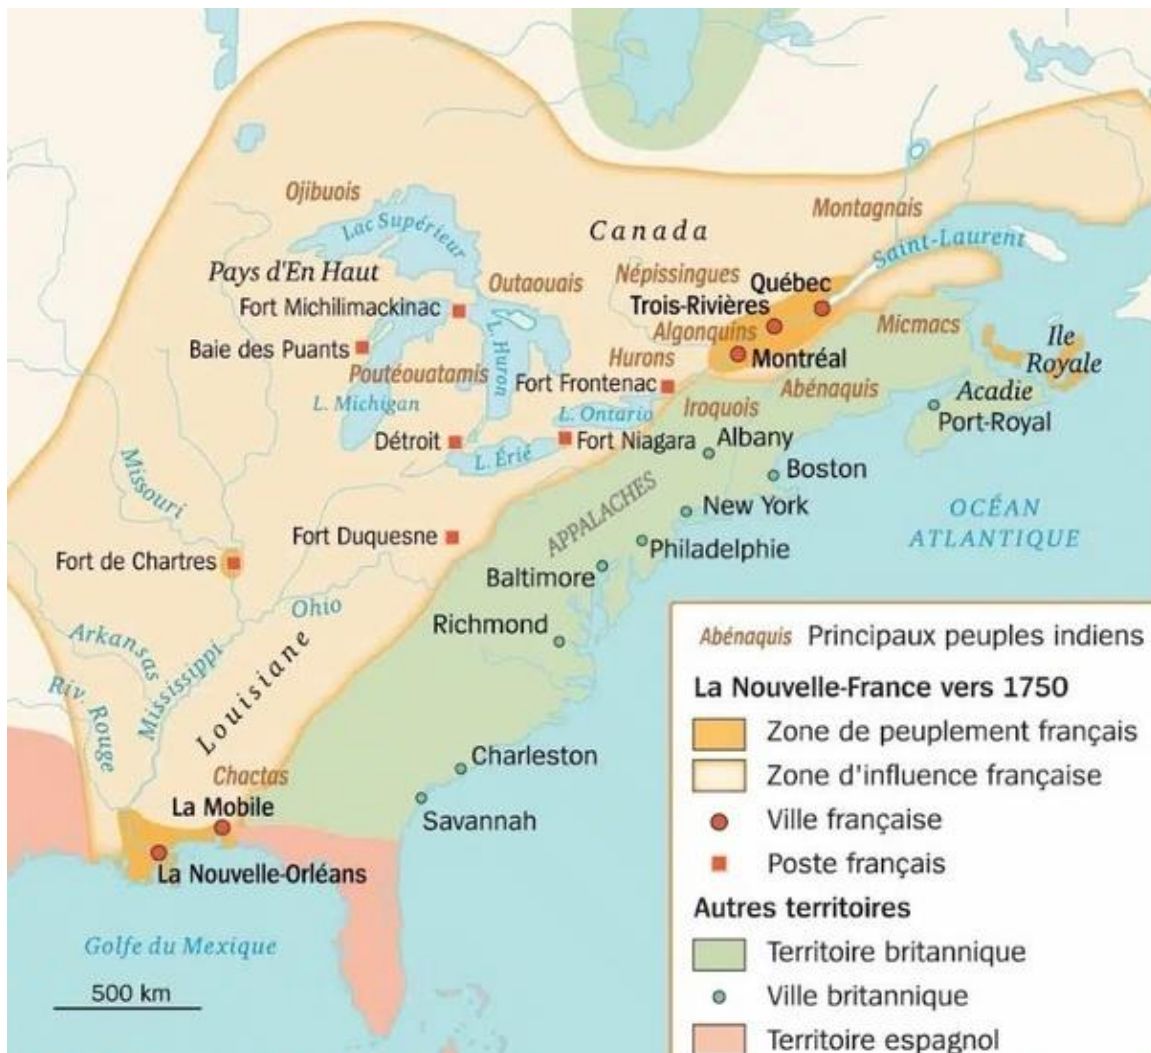 Ojibuois
Lac Supérieur
Canada
Montagnais
Saint-Laurent
Pays d'En Haut
Outaouais
Népissingues
Québec
Fort Michilimackinac
Trois-Rivières
Baie des Puants
L. Huron
Algonquins
Micmacs
Ile
Royale
Poutéouatamis
Hurons
Montréal
Fort Frontenac
Abénaquis
Acadie
L. Michigan
L. Ontario
Iroquois
Port-Royal
Détroit
L. Érié
Fort Niagara
Albany
Boston
Missouri
APPALACHES
New York
OCÉAN
ATLANTIQUE
Fort Duquesne
Philadelphie
Fort de Chartres
Baltimore
Ohio
Richmond
Arkansas
Mississippi
Louisiane
Riv. Rouge
Charleston
Chactas
La Mobile
Savannah
La Nouvelle-Orléans
Golfe du Mexique
500 km
Abénaquis Principaux peuples indiens
La Nouvelle-France vers 1750
Zone de peuplement français
Zone d'influence française
Ville française
Poste français
Autres territoires
Territoire britannique
Ville britannique
Territoire espagnol